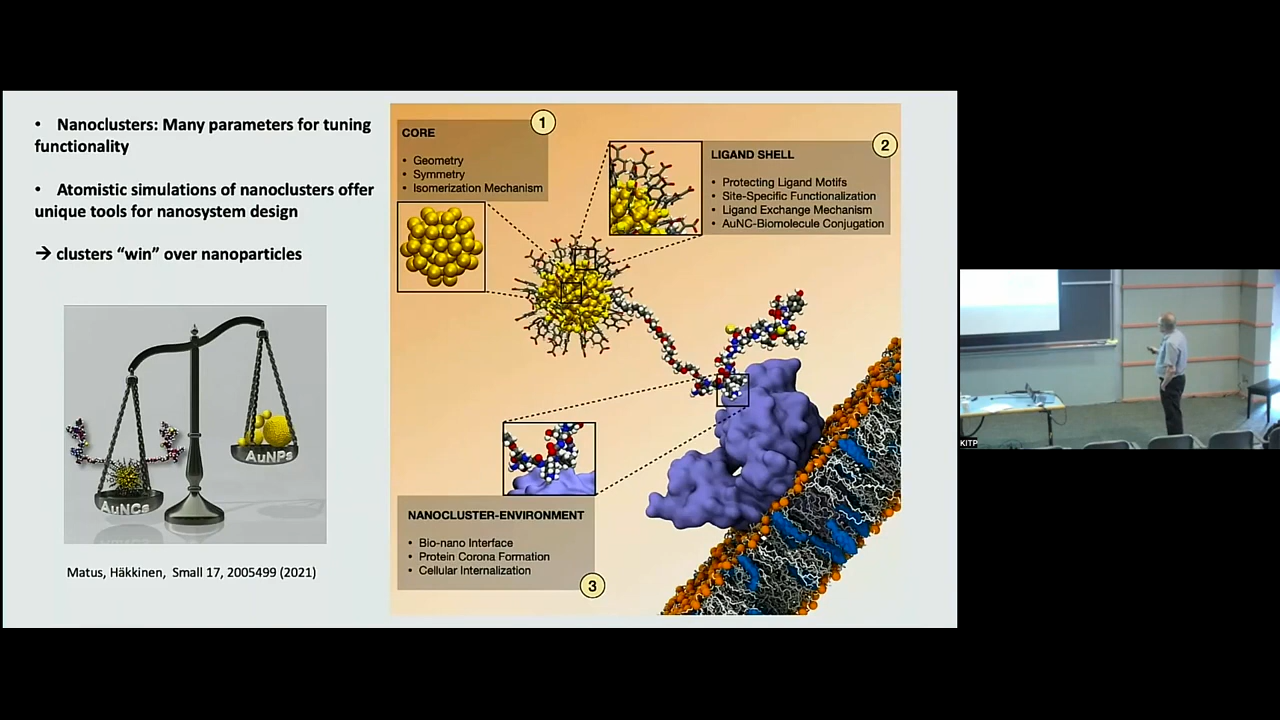 • Nanoclusters: Many parameters for tuning
functionality
• Atomistic simulations of nanoclusters offer
unique tools for nanosystem design
→ clusters “win” over nanoparticles
AuNCs
AuNPs
Matus, Häkkinen, Small 17, 2005499 (2021)
1
CORE
• Geometry
• Symmetry
• Isomerization Mechanism
2
LIGAND SHELL
• Protecting Ligand Motifs
• Site-Specific Functionalization
• Ligand Exchange Mechanism
• AuNC-Biomolecule Conjugation
NANOCLUSTER-ENVIRONMENT
• Bio-nano Interface
• Protein Corona Formation
• Cellular Internalization
3
KITP